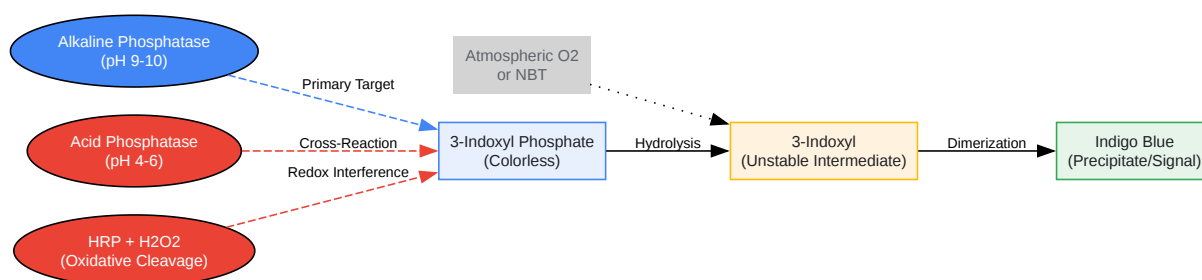 Alkaline Phosphatase
(pH 9-10)
Primary Target
Atmospheric O2
or NBT
Acid Phosphatase
(pH 4-6)
Cross-Reaction
Redox Interference
3-Indoxyl Phosphate
(Colorless)
Hydrolysis
3-Indoxyl
(Unstable Intermediate)
Dimerization
Indigo Blue
(Precipitate/Signal)
HRP + H2O2
(Oxidative Cleavage)